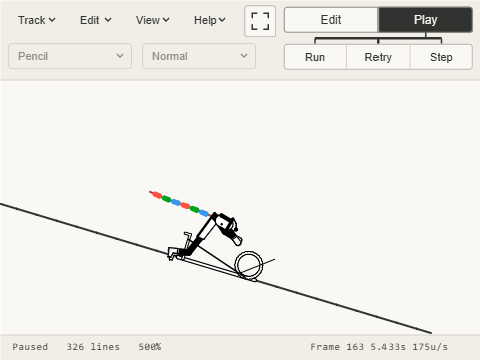 Track Edit View Help Edit Play
Pencil Normal Run Retry Step
Paused 326 lines 500% Frame 163 5.433s 175u/s